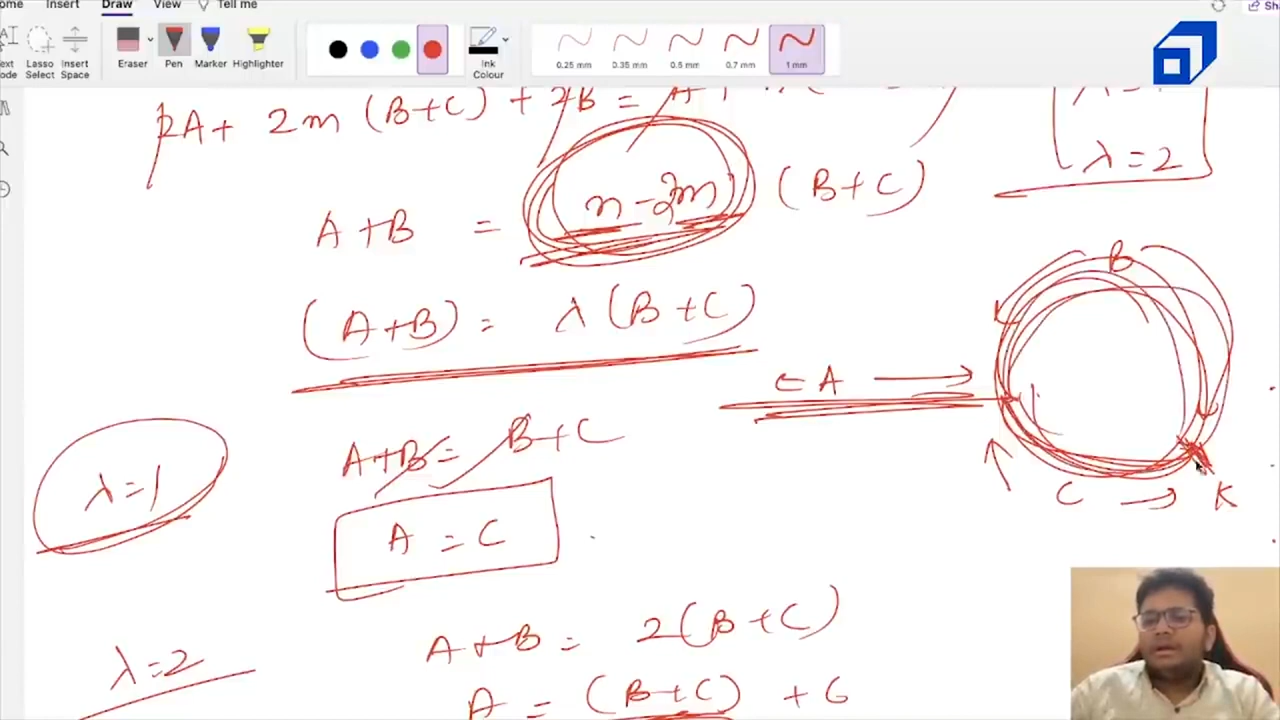 Insert Draw View Tell me
Eraser Pen Marker Highlighter
Lasso Select
Insert Space
Ink Colour
0.25 mm 0.35 mm 0.5 mm 0.7 mm 1 mm
2A + 2m (B+C) + 2B =
λ=2
A+B = n-2m (B+C)
(A+B) = λ(B+C)
B
A
C K
λ=1
A+B = B+C
A = C
λ=2
A+B = 2(B+C)
A = (B+C) + C